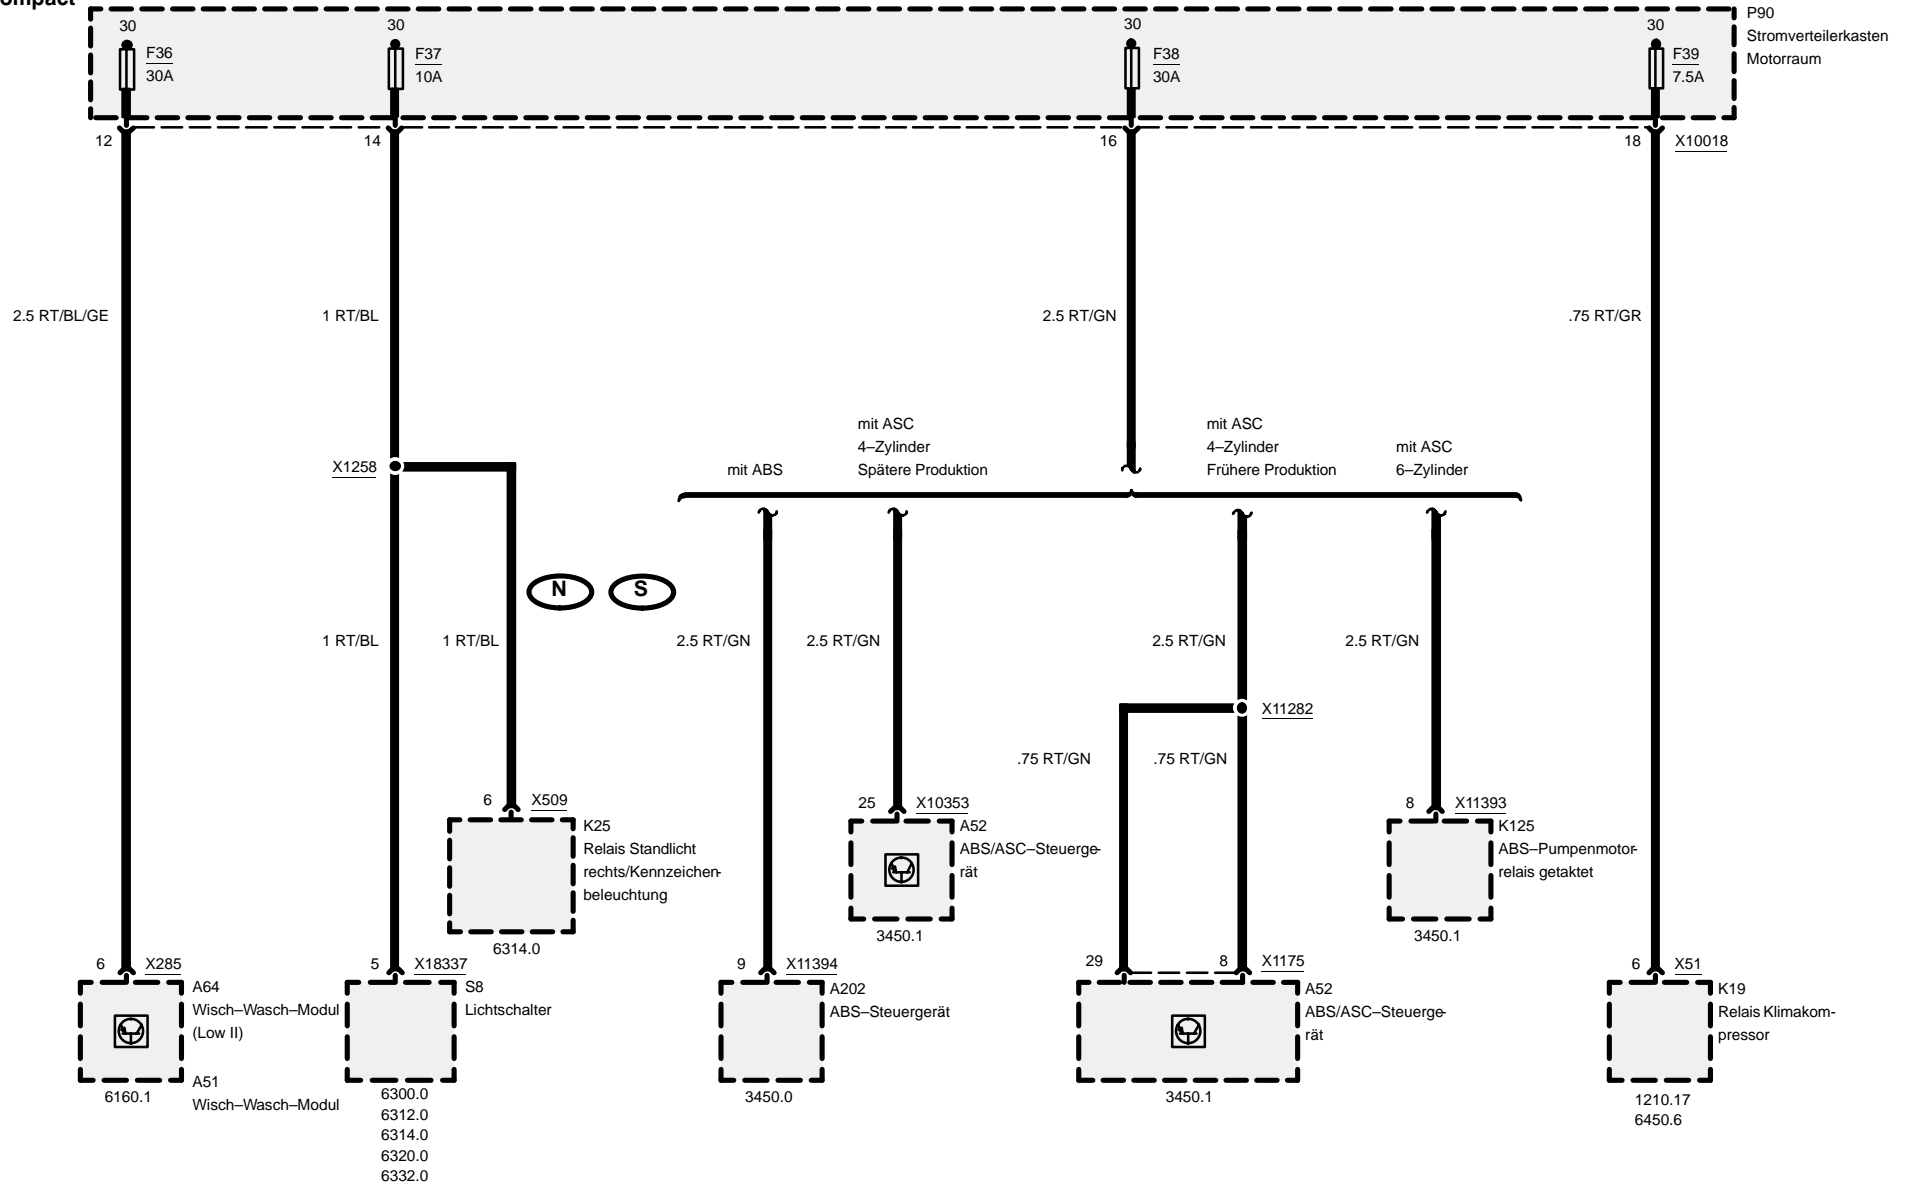 ompact
30
F36
30A
30
F37
10A
30
F38
30A
30
F39
7.5A
P90
Stromverteilerkasten
Motorraum
12
14
16
18
X10018
2.5 RT/BL/GE
1 RT/BL
2.5 RT/GN
.75 RT/GR
X1258
mit ABS
mit ASC
4–Zylinder
Spätere Produktion
mit ASC
4–Zylinder
Frühere Produktion
mit ASC
6–Zylinder
N
S
1 RT/BL
1 RT/BL
2.5 RT/GN
2.5 RT/GN
2.5 RT/GN
2.5 RT/GN
X11282
.75 RT/GN
.75 RT/GN
6
X509
K25
Relais Standlicht
rechts/Kennzeichen-
beleuchtung
6314.0
25
X10353
A52
ABS/ASC–Steuerge-
rät
3450.1
8
X11393
K125
ABS–Pumpenmotor-
relais getaktet
3450.1
6
X285
A64
Wisch–Wasch–Modul
(Low II)
A51
Wisch–Wasch–Modul
6160.1
5
X18337
S8
Lichtschalter
6300.0
6312.0
6314.0
6320.0
6332.0
9
X11394
A202
ABS–Steuergerät
3450.0
29
8
X1175
A52
ABS/ASC–Steuerge-
rät
3450.1
6
X51
K19
Relais Klimakom-
pressor
1210.17
6450.6